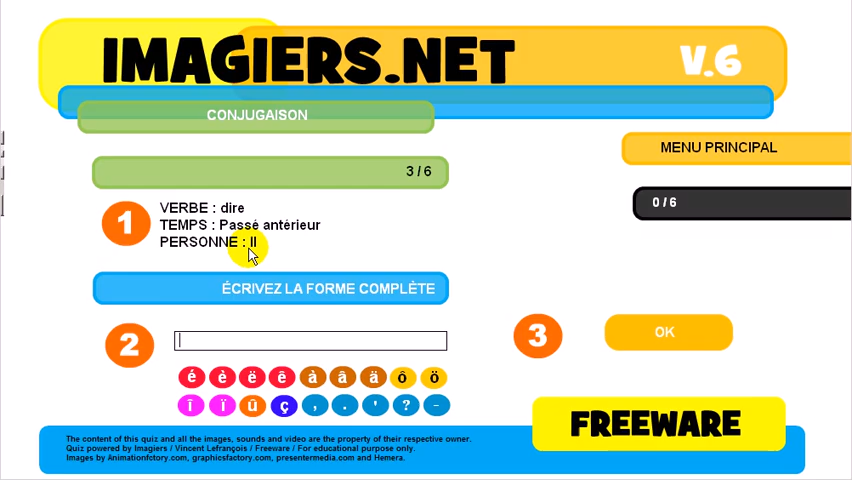 IMAGIERS.NET
V.6
CONJUGAISON
MENU PRINCIPAL
3 / 6
0 / 6
1
VERBE : dire
TEMPS : Passé antérieur
PERSONNE : Il
ÉCRIVEZ LA FORME COMPLÈTE
2
3
OK
é è ë ê à â ä ô ö
î ï û ç , . ' ? -
FREEWARE
The content of this quiz and all the images, sounds and video are the property of their respective owner.
Quiz powered by Imagiers / Vincent Lefrançois / Freeware / For educational purpose only.
Images by Animationfctory.com, graphicsfactory.com, presentermedia.com and Hemera.